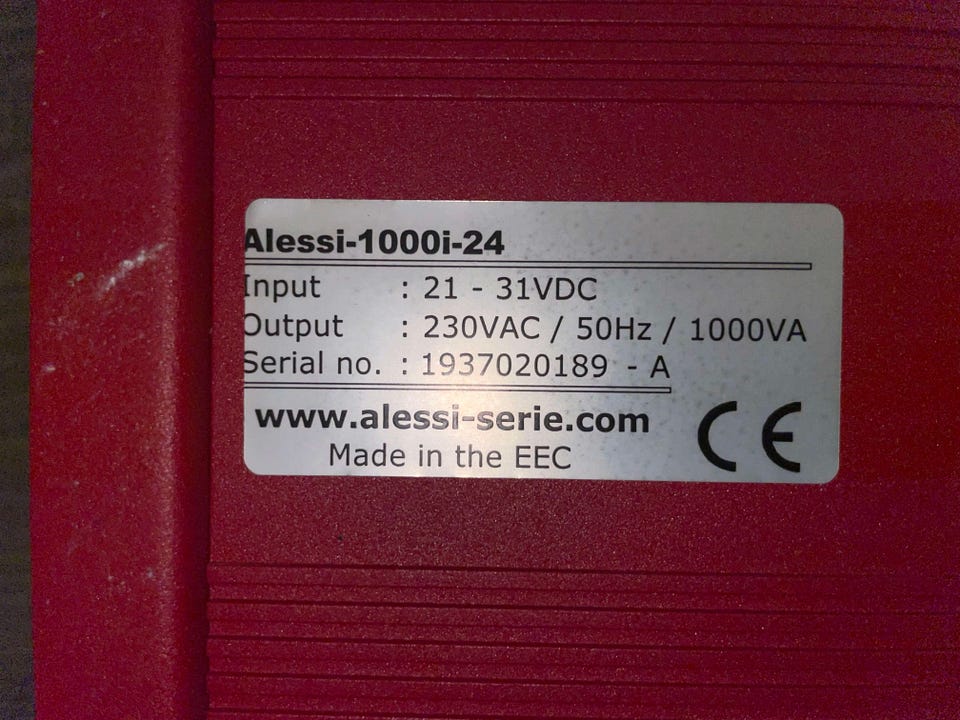 Alessi-1000i-24
Input : 21 - 31VDC
Output : 230VAC / 50Hz / 1000VA
Serial no. : 1937020189 - A
www.alessi-serie.com
Made in the EEC
CE